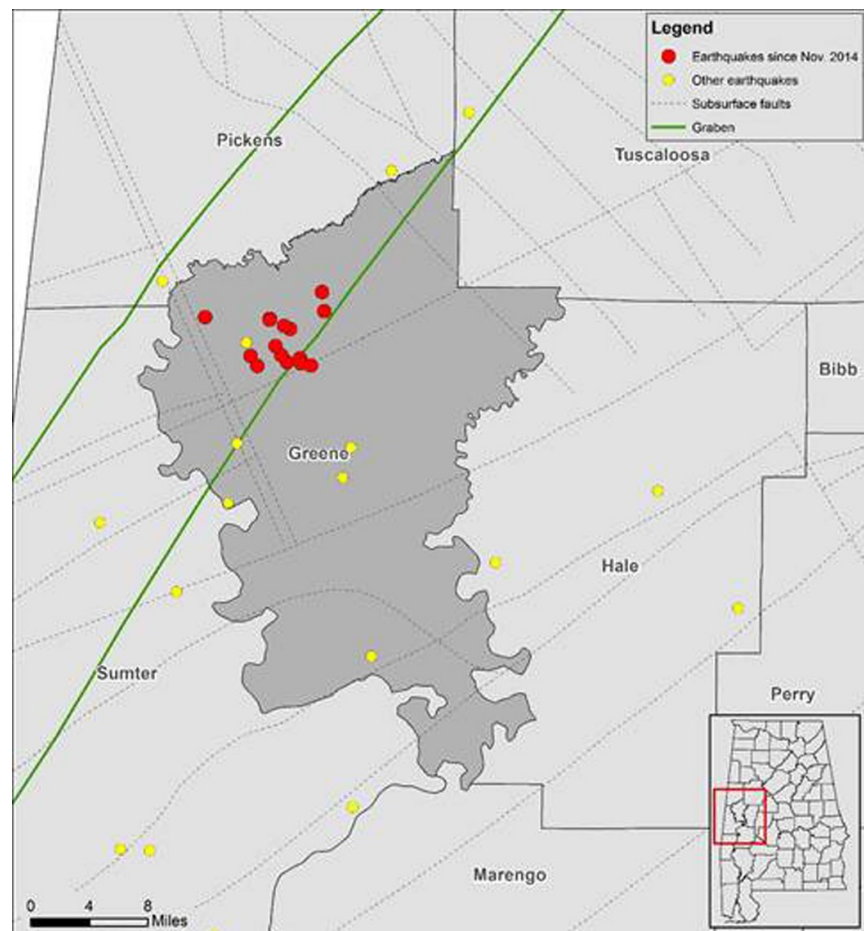 Legend
Earthquakes since Nov. 2014
Other earthquakes
Subsurface faults
Graben
Pickens
Tuscaloosa
Bibb
Greene
Hale
Sumter
Perry
Marengo
0 4 8
Miles